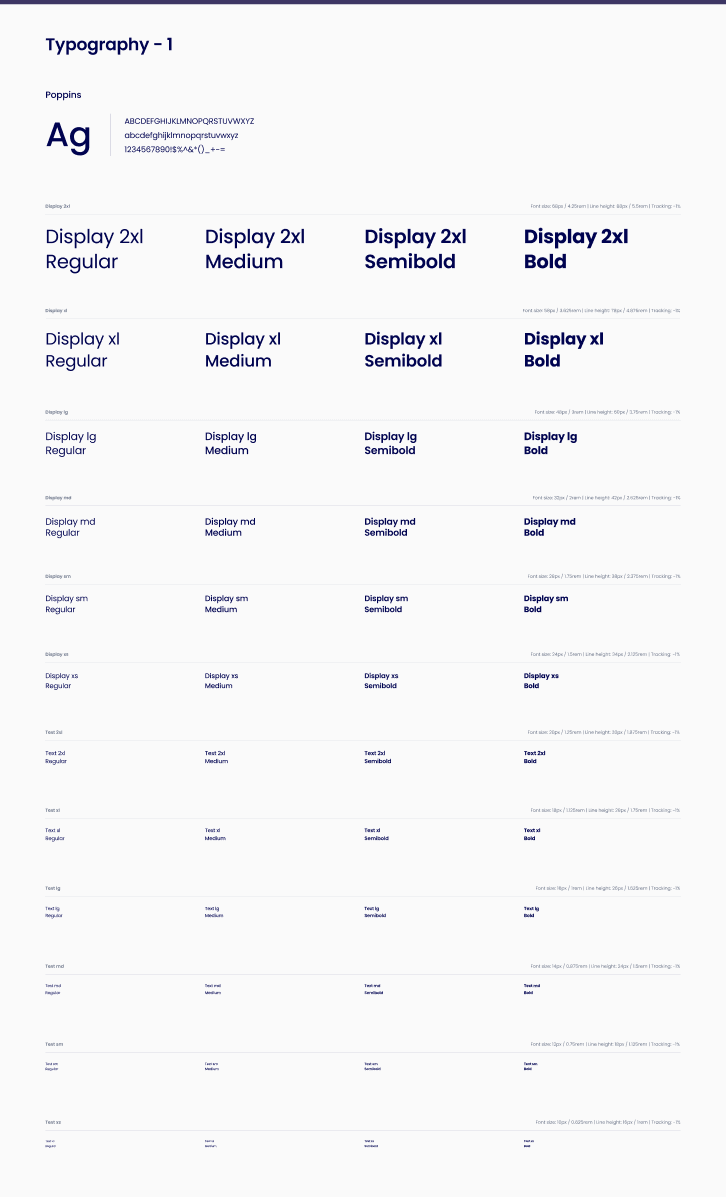 Typography - 1
Poppins
Ag
ABCDEFGHIJKLMNOPQRSTUVWXYZ
abcdefghijklmnopqrstuvwxyz
1234567890!$%^&*()_+-=
Display 2xl
Font size: 68px / 4.25rem | Line height: 88px / 5.5rem | Tracking: -1%
Display 2xl Display 2xl Display 2xl Display 2xl
Regular Medium Semibold Bold
Display xl
Font size: 58px / 3.625rem | Line height: 78px / 4.875rem | Tracking: -1%
Display xl Display xl Display xl Display xl
Regular Medium Semibold Bold
Display lg
Font size: 48px / 3rem | Line height: 60px / 3.75rem | Tracking: -1%
Display lg Display lg Display lg Display lg
Regular Medium Semibold Bold
Display md
Font size: 32px / 2rem | Line height: 42px / 2.625rem | Tracking: -1%
Display md Display md Display md Display md
Regular Medium Semibold Bold
Display sm
Font size: 28px / 1.75rem | Line height: 38px / 2.375rem | Tracking: -1%
Display sm Display sm Display sm Display sm
Regular Medium Semibold Bold
Display xs
Font size: 24px / 1.5rem | Line height: 34px / 2.125rem | Tracking: -1%
Display xs Display xs Display xs Display xs
Regular Medium Semibold Bold
Text 2xl
Font size: 20px / 1.25rem | Line height: 30px / 1.875rem | Tracking: -1%
Text 2xl Text 2xl Text 2xl Text 2xl
Regular Medium Semibold Bold
Text xl
Font size: 18px / 1.125rem | Line height: 28px / 1.75rem | Tracking: -1%
Text xl Text xl Text xl Text xl
Regular Medium Semibold Bold
Text lg
Font size: 16px / 1rem | Line height: 26px / 1.625rem | Tracking: -1%
Text lg Text lg Text lg Text lg
Regular Medium Semibold Bold
Text md
Font size: 14px / 0.875rem | Line height: 24px / 1.5rem | Tracking: -1%
Text md Text md Text md Text md
Regular Medium Semibold Bold
Text sm
Font size: 12px / 0.75rem | Line height: 18px / 1.125rem | Tracking: -1%
Text sm Text sm Text sm Text sm
Regular Medium Semibold Bold
Text xs
Font size: 10px / 0.625rem | Line height: 16px / 1rem | Tracking: -1%
Text xs Text xs Text xs Text xs
Regular Medium Semibold Bold